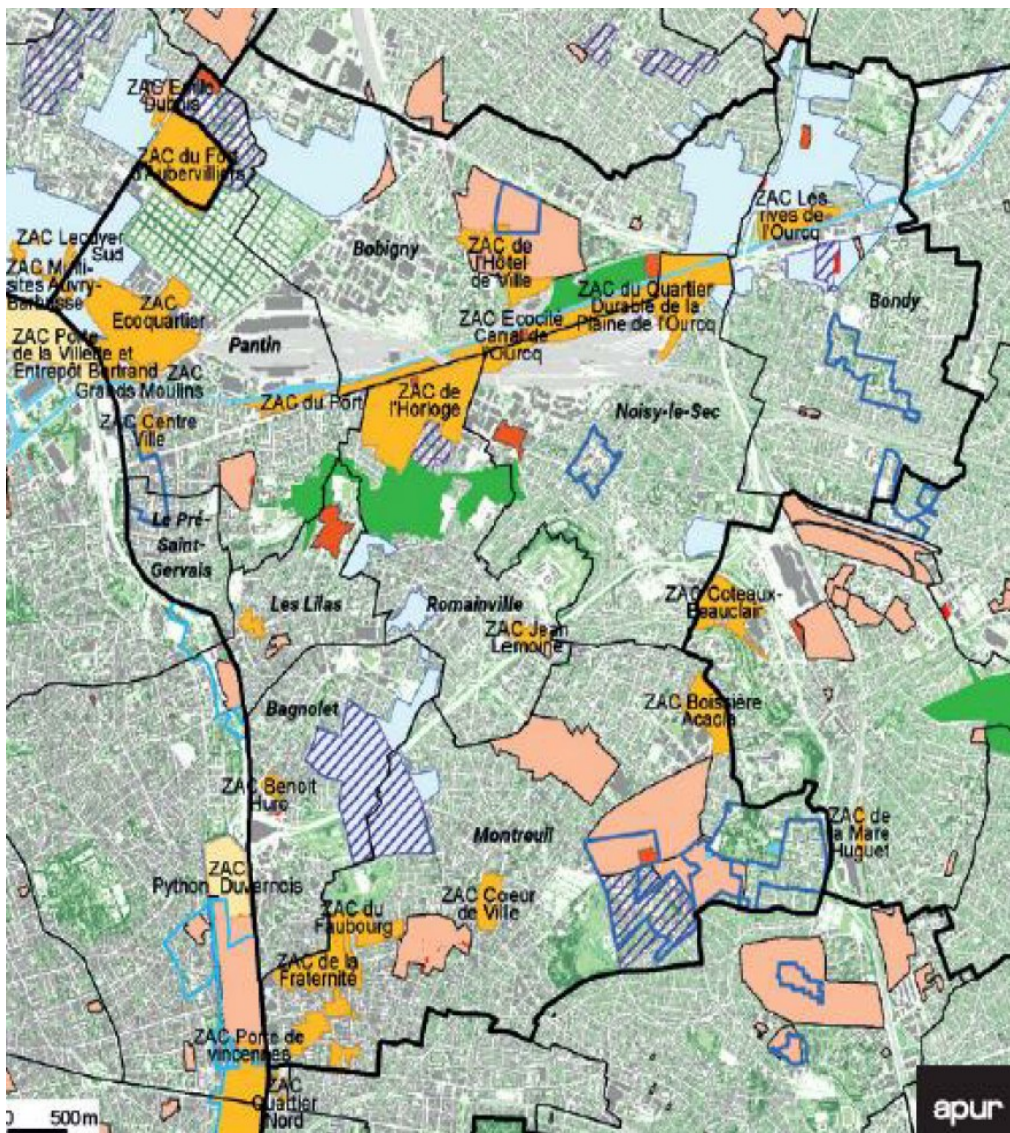 ZAC Emile
Dubois
ZAC du Fort
d'Aubervilliers
ZAC Lecuyer
Sud
ZAC Multi-
sites Auvry-
Barbusse
ZAC
Ecoquartier
ZAC Porte
de la Villette et
Entrepôt Bertrand
ZAC
Grands Moulins
ZAC Centre
Ville
Pantin
Bobigny
ZAC de
l'Hôtel
de Ville
ZAC Les
rives de
l'Ourcq
Bondy
ZAC du Quartier
Durable de la
Plaine de l'Ourcq
ZAC Ecocité
Canal de
l'Ourcq
ZAC du Port
ZAC de
l'Horloge
Noisy-le-Sec
Le Pré-
Saint-
Gervais
Les Lilas
Romainville
ZAC Jean
Lemoine
ZAC Coteaux-
Beauclair
Bagnolet
ZAC Boissière
Acacia
ZAC Benoit
Hure
Montreuil
ZAC de
la Mare
Huguet
ZAC
Python_Duvernois
ZAC du
Faubourg
ZAC Cœur
de Ville
ZAC de la
Fraternité
ZAC Porte de
vincennes
ZAC
Quartier
Nord
0 500m
apur